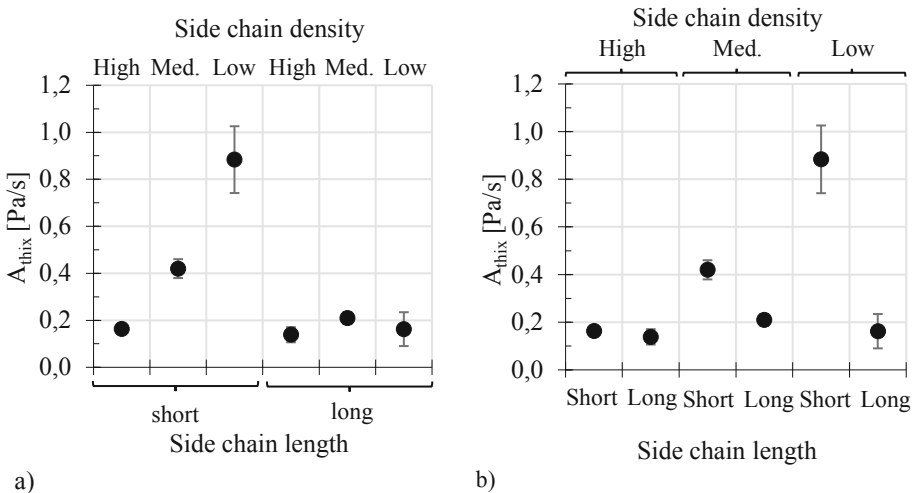 Side chain density
High Med. Low High Med. Low
1,2
1,0
0,8
0,6
0,4
0,2
0,0
A_thix [Pa/s]
short long
Side chain length
a)
Side chain density
High Med. Low
1,2
1,0
0,8
0,6
0,4
0,2
0,0
A_thix [Pa/s]
Short Long Short Long Short Long
Side chain length
b)